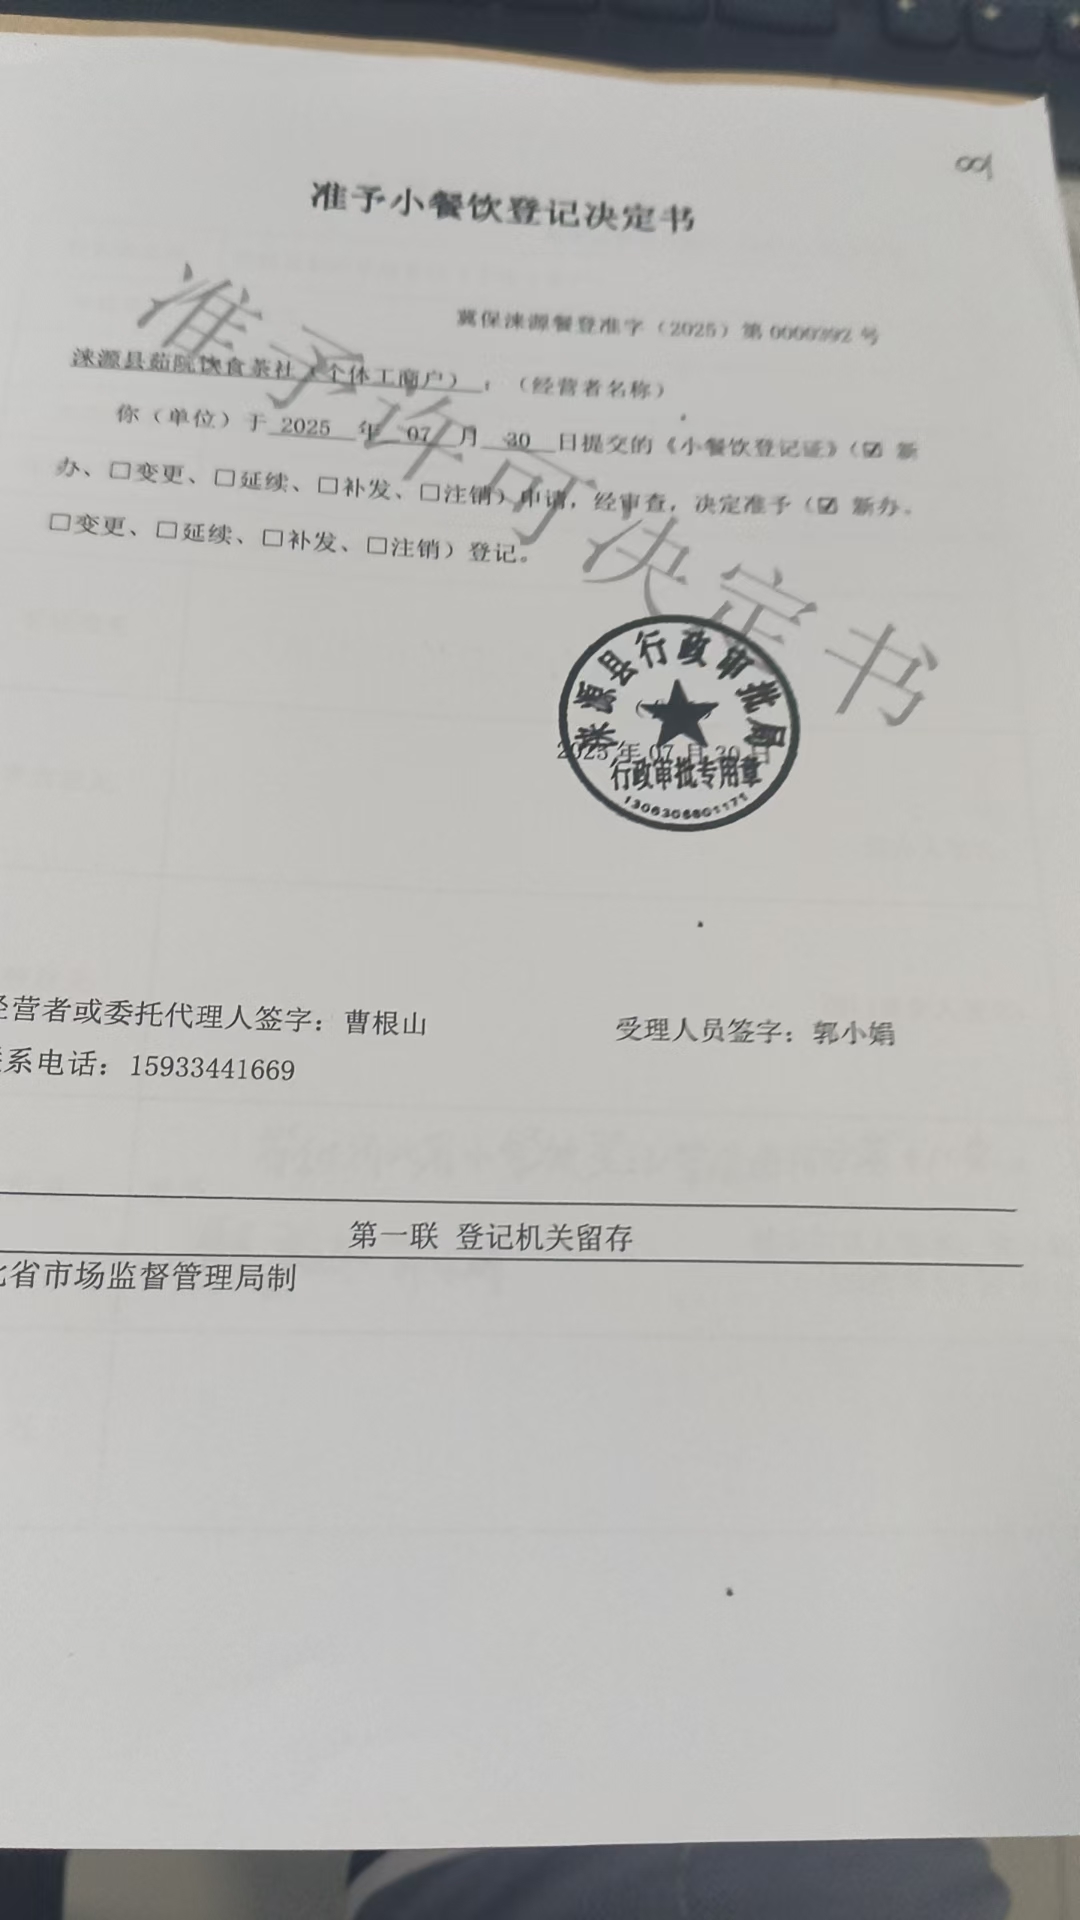 001
准予小餐饮登记决定书
冀保涞源餐登准字（2025）第0000392号
涞源县茹院饮食茶社（个体工商户）：（经营者名称）
你（单位）于 2025 年 07 月 30 日提交的《小餐饮登记证》（☑ 新
办、□变更、□延续、□补发、□注销）申请，经审查，决定准予（☑ 新办、
□变更、□延续、□补发、□注销）登记。
准予许可决定书
涞源县行政审批局
2025年07月30日
行政审批专用章
1306306801171
经营者或委托代理人签字：曹根山
受理人员签字：郭小娟
联系电话：15933441669
第一联 登记机关留存
北省市场监督管理局制